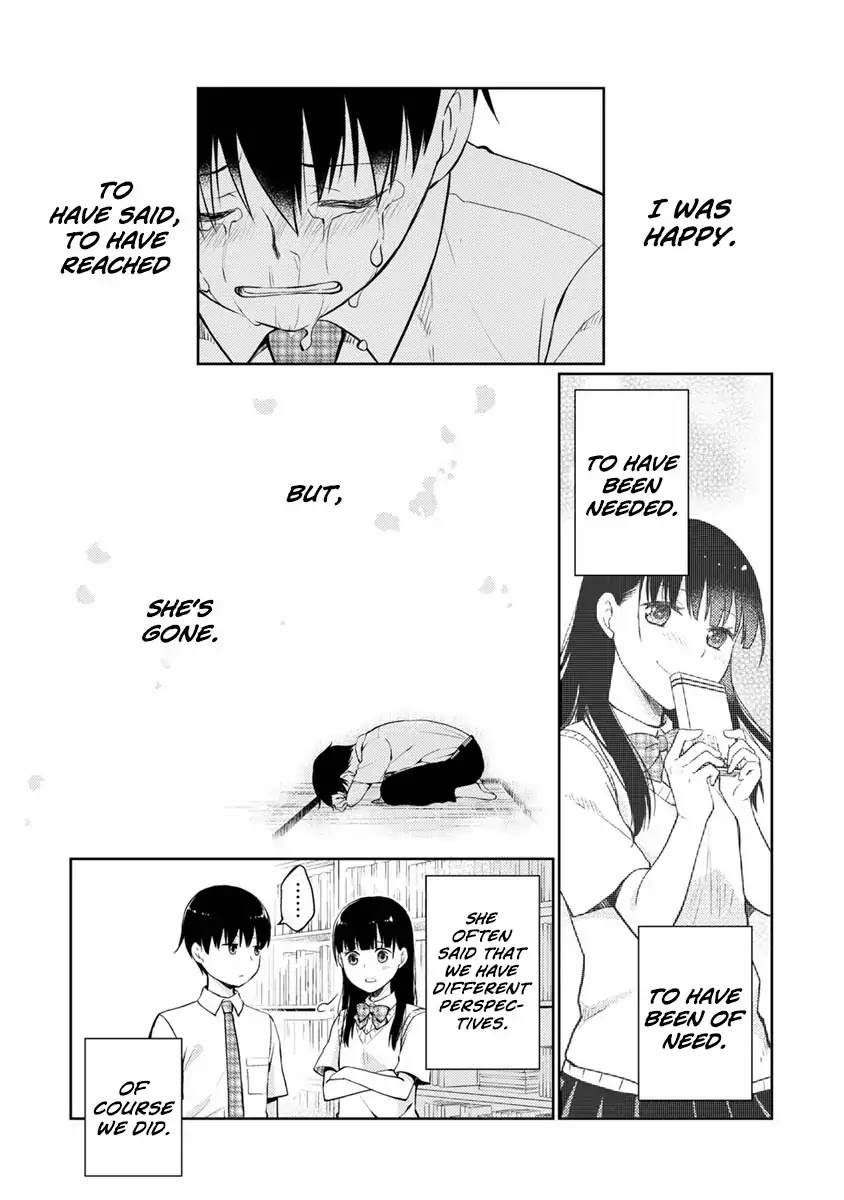 I WAS
HAPPY.
TO
HAVE SAID,
TO HAVE
REACHED
TO HAVE
BEEN
NEEDED.
TO HAVE
BEEN OF
NEED.
BUT,
SHE'S
GONE.
SHE
OFTEN
SAID THAT
WE HAVE
DIFFERENT
PERSPEC-
TIVES.
......
OF
COURSE
WE DID.